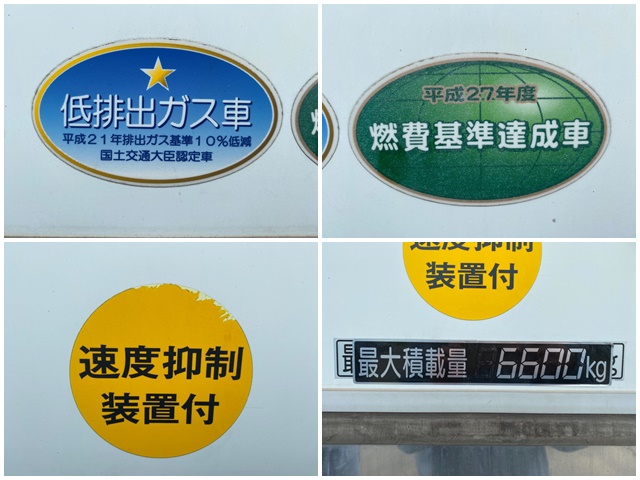 低排出ガス車
平成21年排出ガス基準10%低減
国土交通大臣認定車
燃
平成27年度
燃費基準達成車
速度抑制
装置付
速度抑制
装置付
最大積載量 6600kg